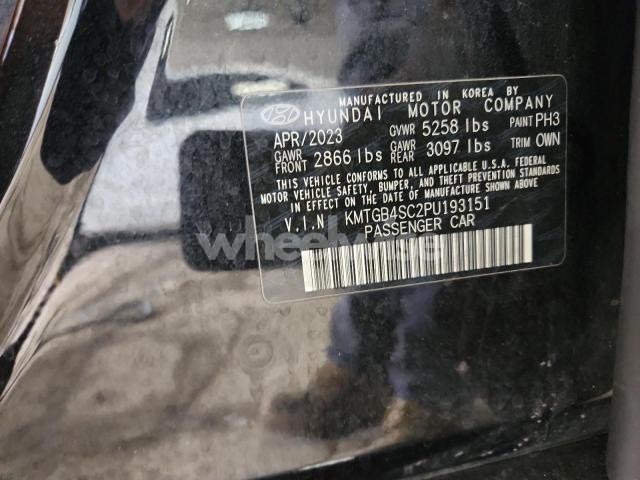 MANUFACTURED IN KOREA BY
HYUNDAI MOTOR COMPANY
APR/2023 GVWR 5258 lbs PAINT PH3
GAWR FRONT 2866 lbs GAWR REAR 3097 lbs TRIM OWN
THIS VEHICLE CONFORMS TO ALL APPLICABLE U.S.A. FEDERAL
MOTOR VEHICLE SAFETY, BUMPER, AND THEFT PREVENTION STANDARDS
IN EFFECT ON THE DATE OF MANUFACTURE SHOWN ABOVE.
V.I.N KMTGB4SC2PU193151
PASSENGER CAR